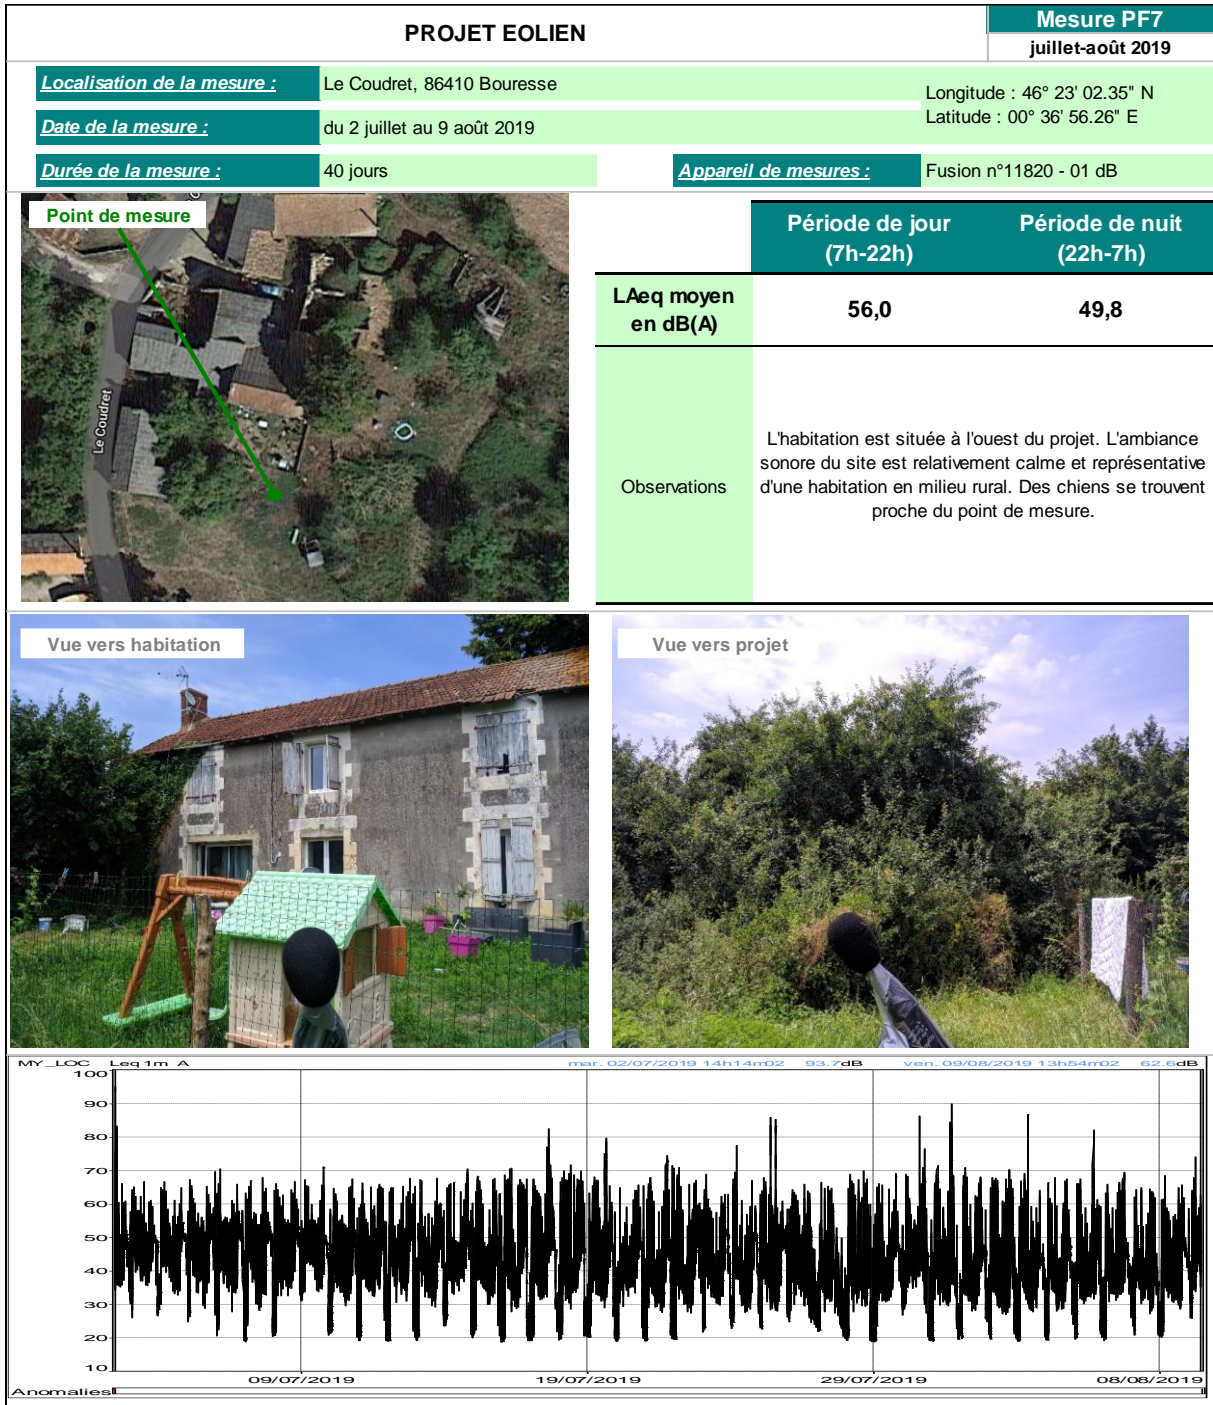 PROJET EOLIEN
Mesure PF7
juillet-août 2019
Localisation de la mesure :
Le Coudret, 86410 Bouresse
Longitude : 46° 23' 02.35" N
Latitude : 00° 36' 56.26" E
Date de la mesure :
du 2 juillet au 9 août 2019
Durée de la mesure :
40 jours
Appareil de mesures :
Fusion n°11820 - 01 dB
Point de mesure
Le Coudret
Période de jour
(7h-22h)
Période de nuit
(22h-7h)
LAeq moyen
en dB(A)
56,0
49,8
Observations
L'habitation est située à l'ouest du projet. L'ambiance
sonore du site est relativement calme et représentative
d'une habitation en milieu rural. Des chiens se trouvent
proche du point de mesure.
Vue vers habitation
Vue vers projet
MY_LOC Leq 1m A mar. 02/07/2019 14h14m02 93.7dB ven. 09/08/2019 13h54m02 62.6dB
100
90
80
70
60
50
40
30
20
10
09/07/2019 19/07/2019 29/07/2019 08/08/2019
Anomalies